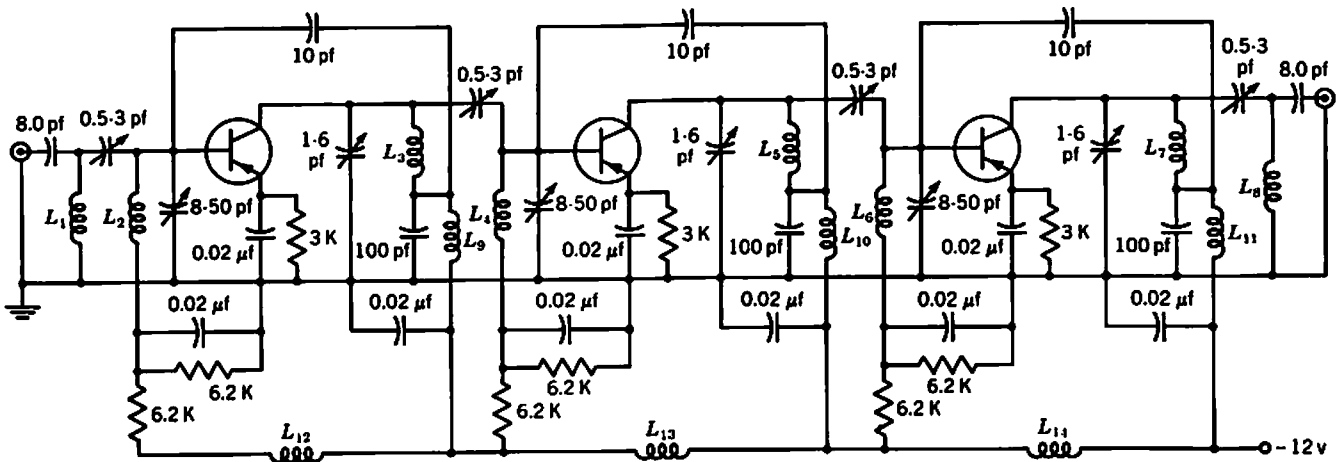 10 pf
10 pf
10 pf
0.5-3 pf
0.5-3 pf
0.5-3
pf
8.0 pf
8.0 pf
0.5-3 pf
1-6
pf
L3
1-6
pf
L5
1-6
pf
L7
L1
L2
8-50 pf
L4
8-50 pf
L6
8-50 pf
L8
0.02 μf
3 K
100 pf
L9
0.02 μf
3 K
100 pf
L10
0.02 μf
3 K
100 pf
L11
0.02 μf
0.02 μf
0.02 μf
0.02 μf
0.02 μf
0.02 μf
6.2 K
6.2 K
6.2 K
6.2 K
6.2 K
6.2 K
L12
L13
L14
-12 v